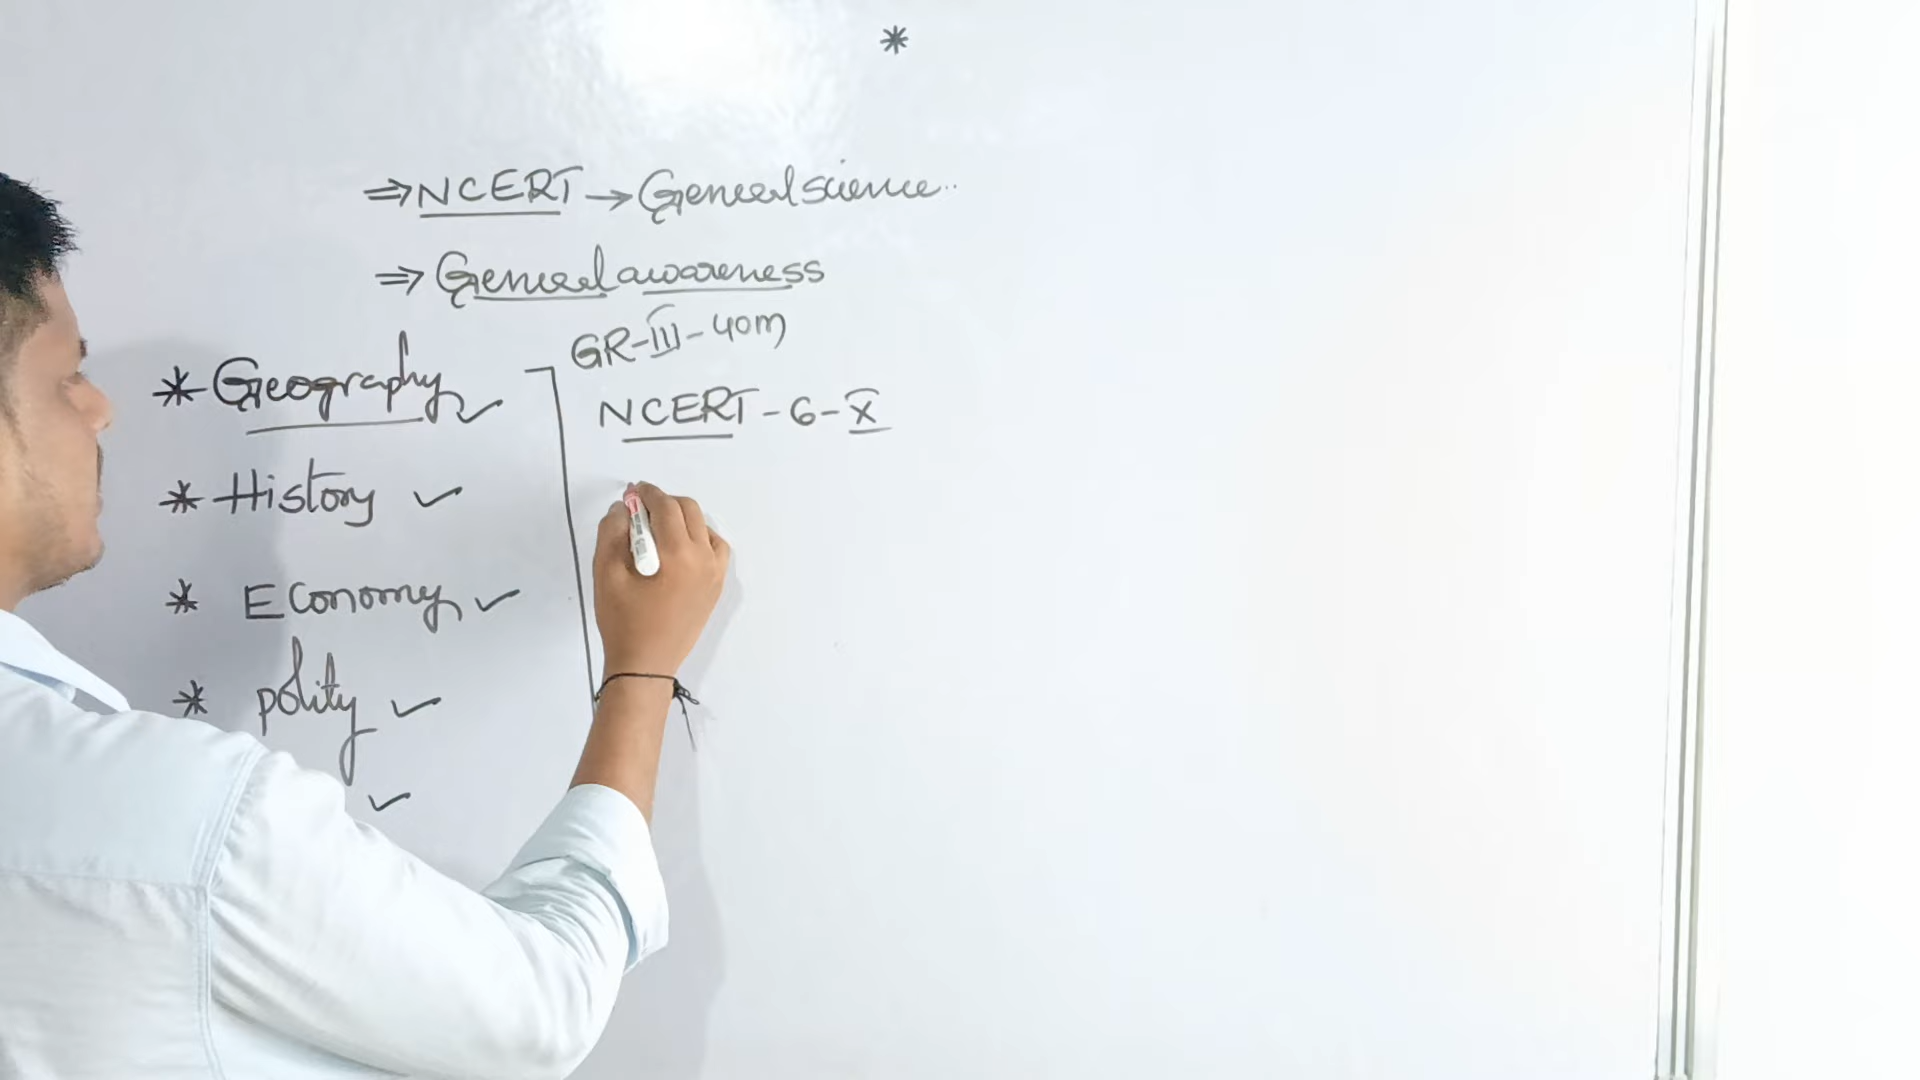 *
⇒ NCERT → General science..
⇒ General awareness
GR-III-40m
* Geography ✓
NCERT-6-X
* History ✓
* Economy ✓
* polity ✓
✓